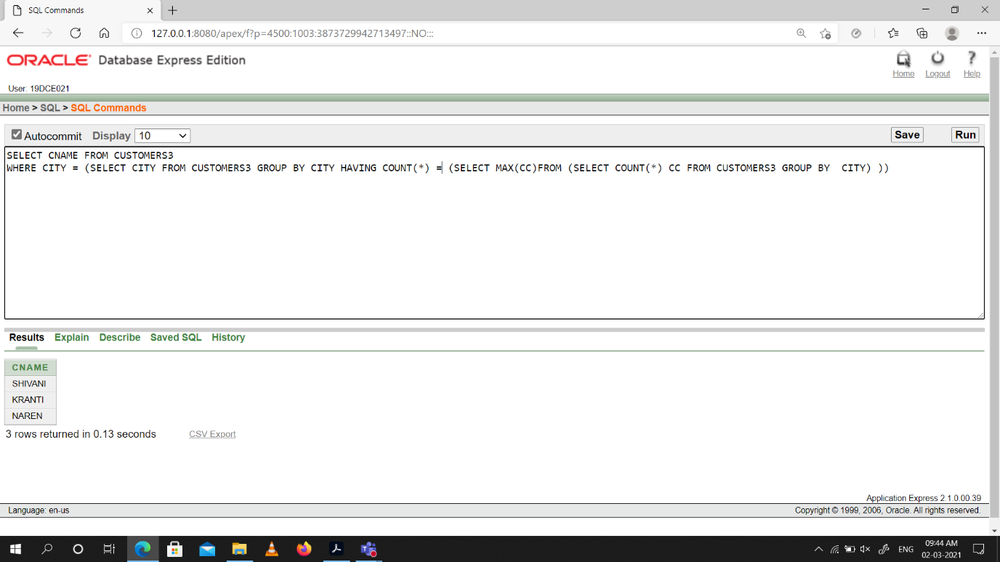 SQL Commands
127.0.0.1:8080/apex/f?p=4500:1003:3873729942713497::NO:::
ORACLE Database Express Edition
Home Logout Help
User: 19DCE021
Home > SQL > SQL Commands
Autocommit Display 10 Save Run
SELECT CNAME FROM CUSTOMERS3
WHERE CITY = (SELECT CITY FROM CUSTOMERS3 GROUP BY CITY HAVING COUNT(*) = (SELECT MAX(CC)FROM (SELECT COUNT(*) CC FROM CUSTOMERS3 GROUP BY  CITY) ))
Results Explain Describe Saved SQL History
CNAME
SHIVANI
KRANTI
NAREN
3 rows returned in 0.13 seconds CSV Export
Application Express 2.1.0.00.39
Language: en-us Copyright © 1999, 2006, Oracle. All rights reserved.
ENG 09:44 AM
02-03-2021